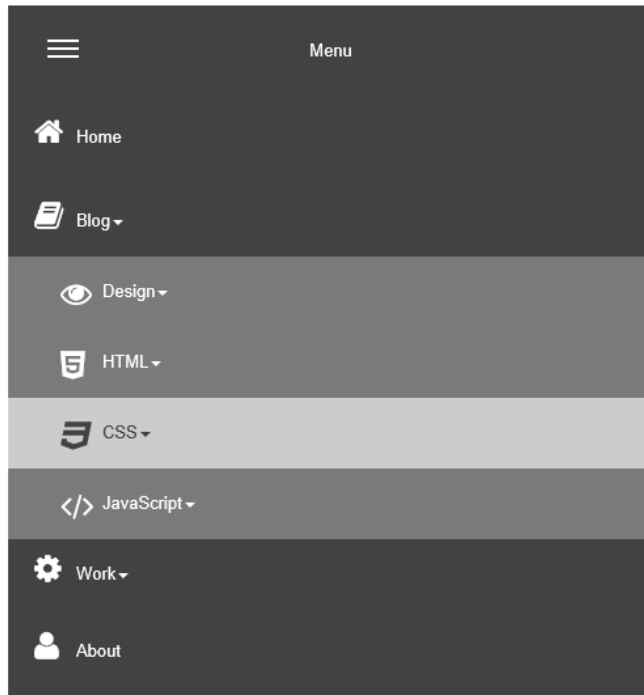 Menu
Home
Blog
Design
HTML
CSS
JavaScript
Work
About